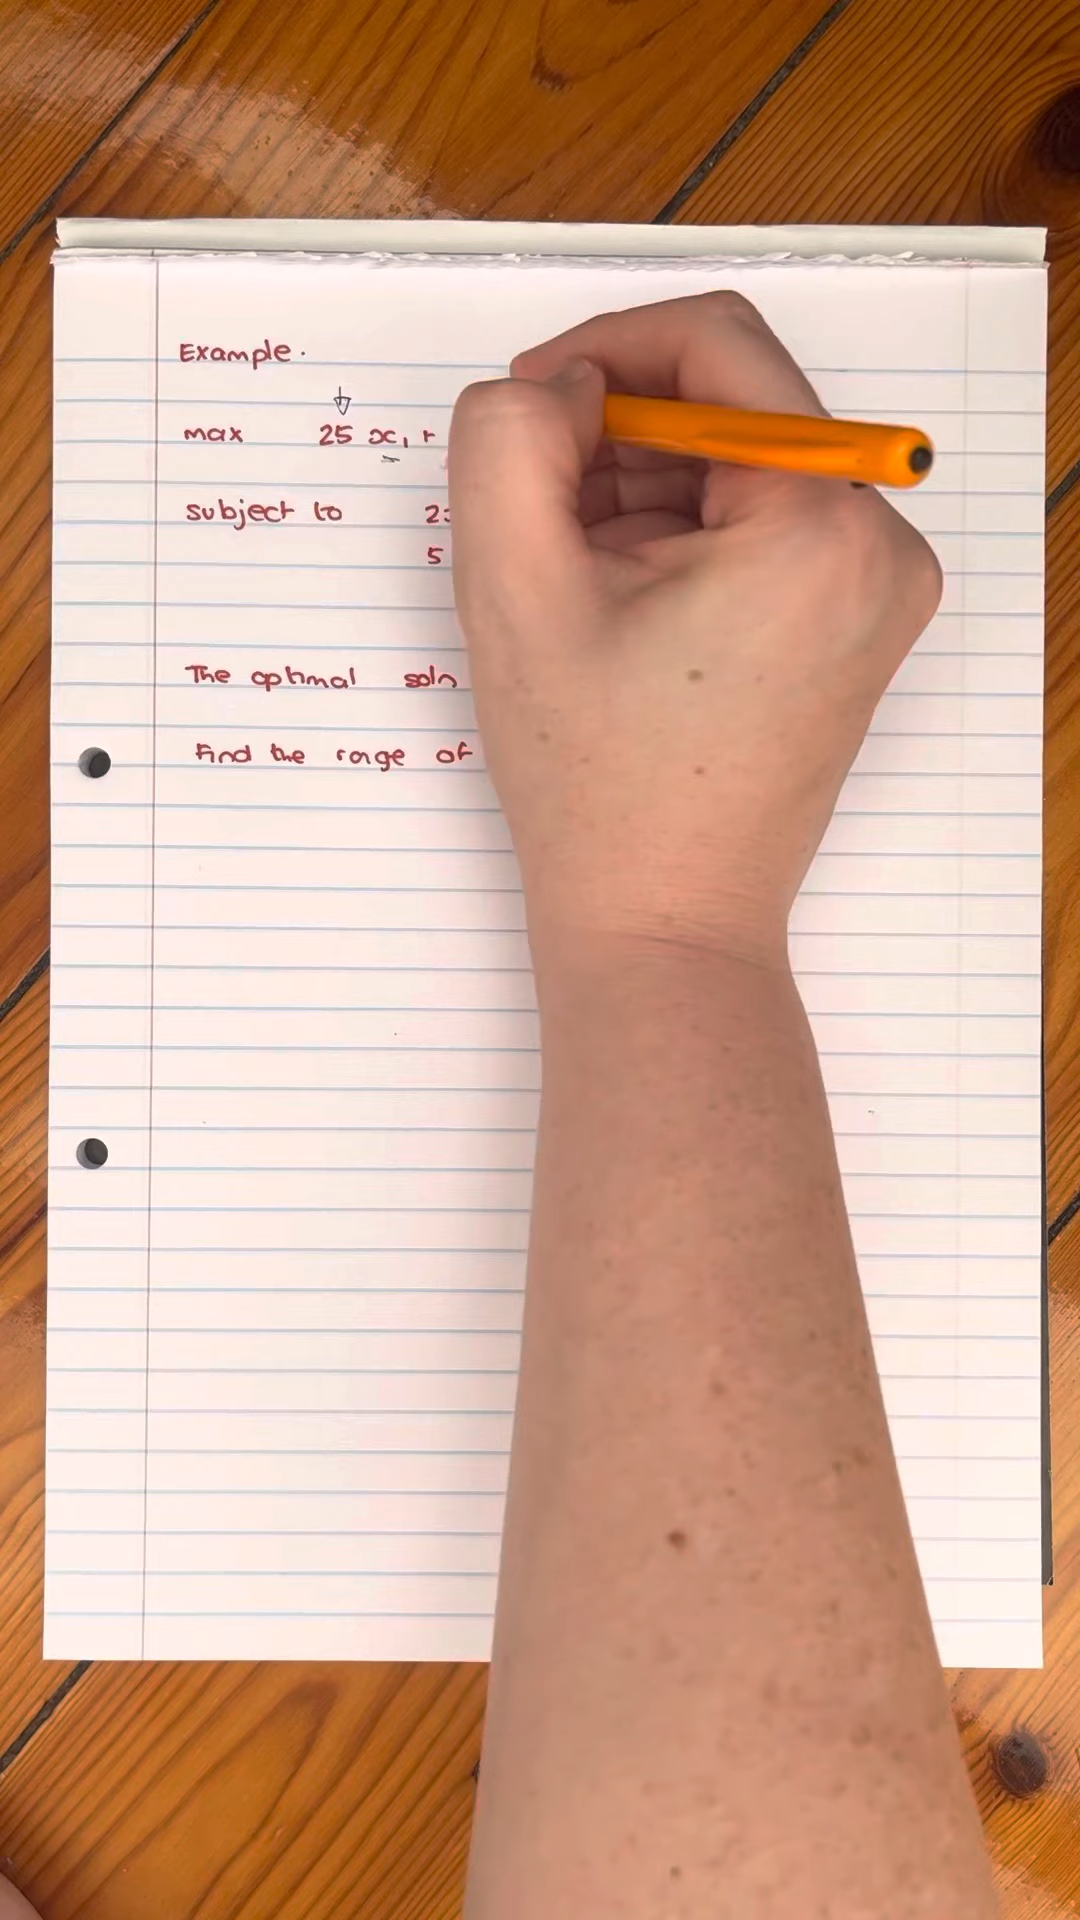 Example.
max 25 x₁ +
subject to 2
5
The optimal soln
find the range of